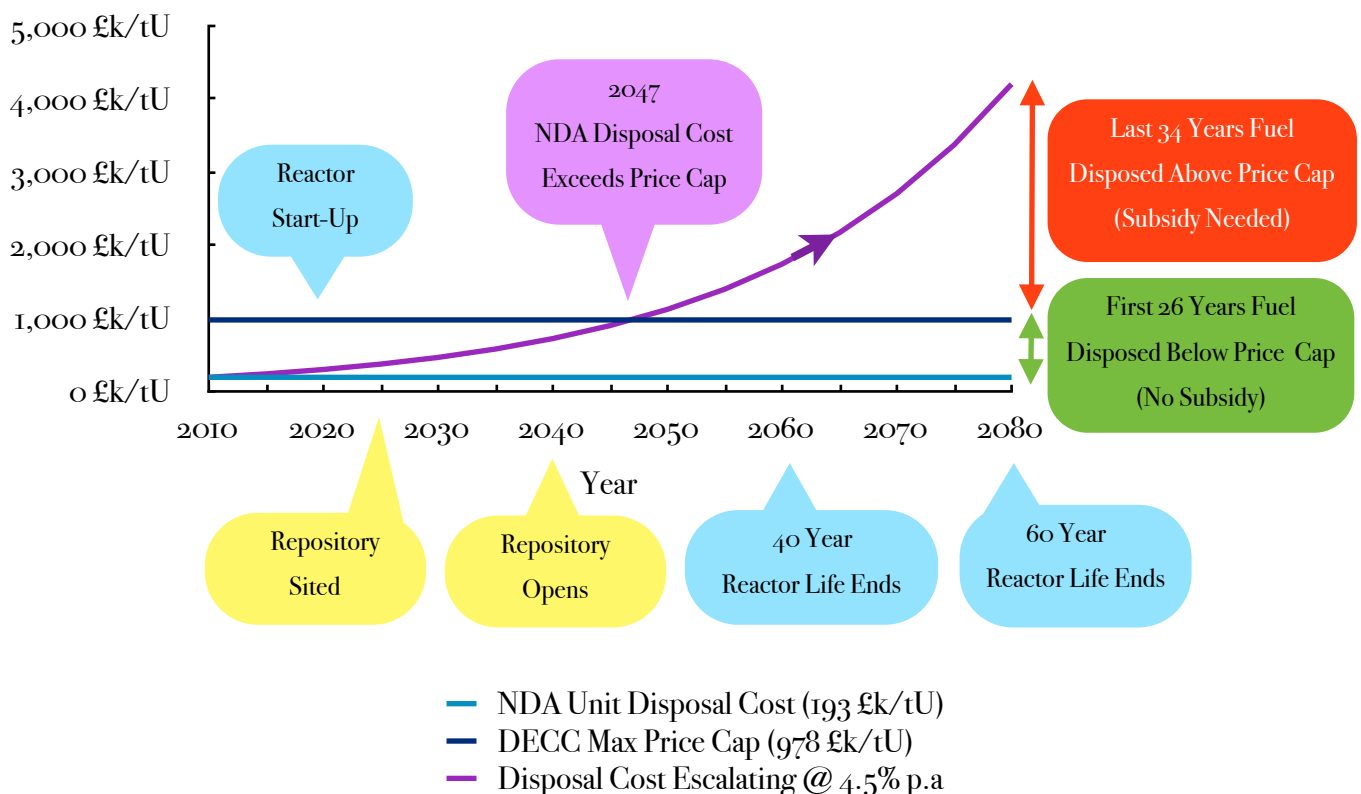 5,000 £k/tU
4,000 £k/tU
3,000 £k/tU
2,000 £k/tU
1,000 £k/tU
0 £k/tU
Reactor
Start-Up
2047
NDA Disposal Cost
Exceeds Price Cap
Last 34 Years Fuel
Disposed Above Price Cap
(Subsidy Needed)
First 26 Years Fuel
Disposed Below Price Cap
(No Subsidy)
2010 2020 2030 2040 2050 2060 2070 2080
Year
Repository
Sited
Repository
Opens
40 Year
Reactor Life Ends
60 Year
Reactor Life Ends
NDA Unit Disposal Cost (193 £k/tU)
DECC Max Price Cap (978 £k/tU)
Disposal Cost Escalating @ 4.5% p.a